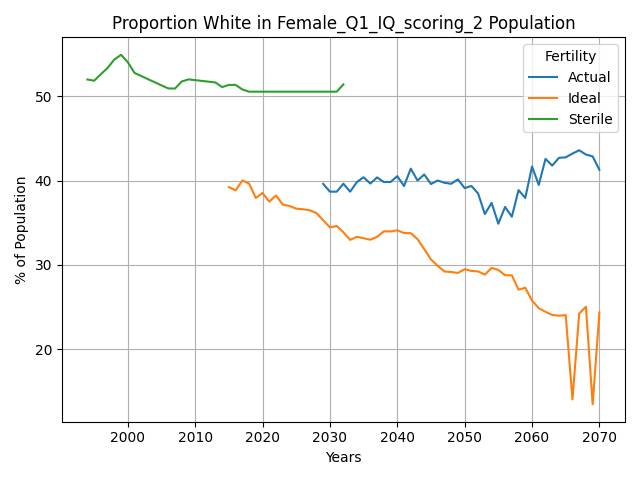 Proportion White in Female_Q1_IQ_scoring_2 Population
Fertility
Actual
Ideal
Sterile
% of Population
50
40
30
20
2000 2010 2020 2030 2040 2050 2060 2070
Years